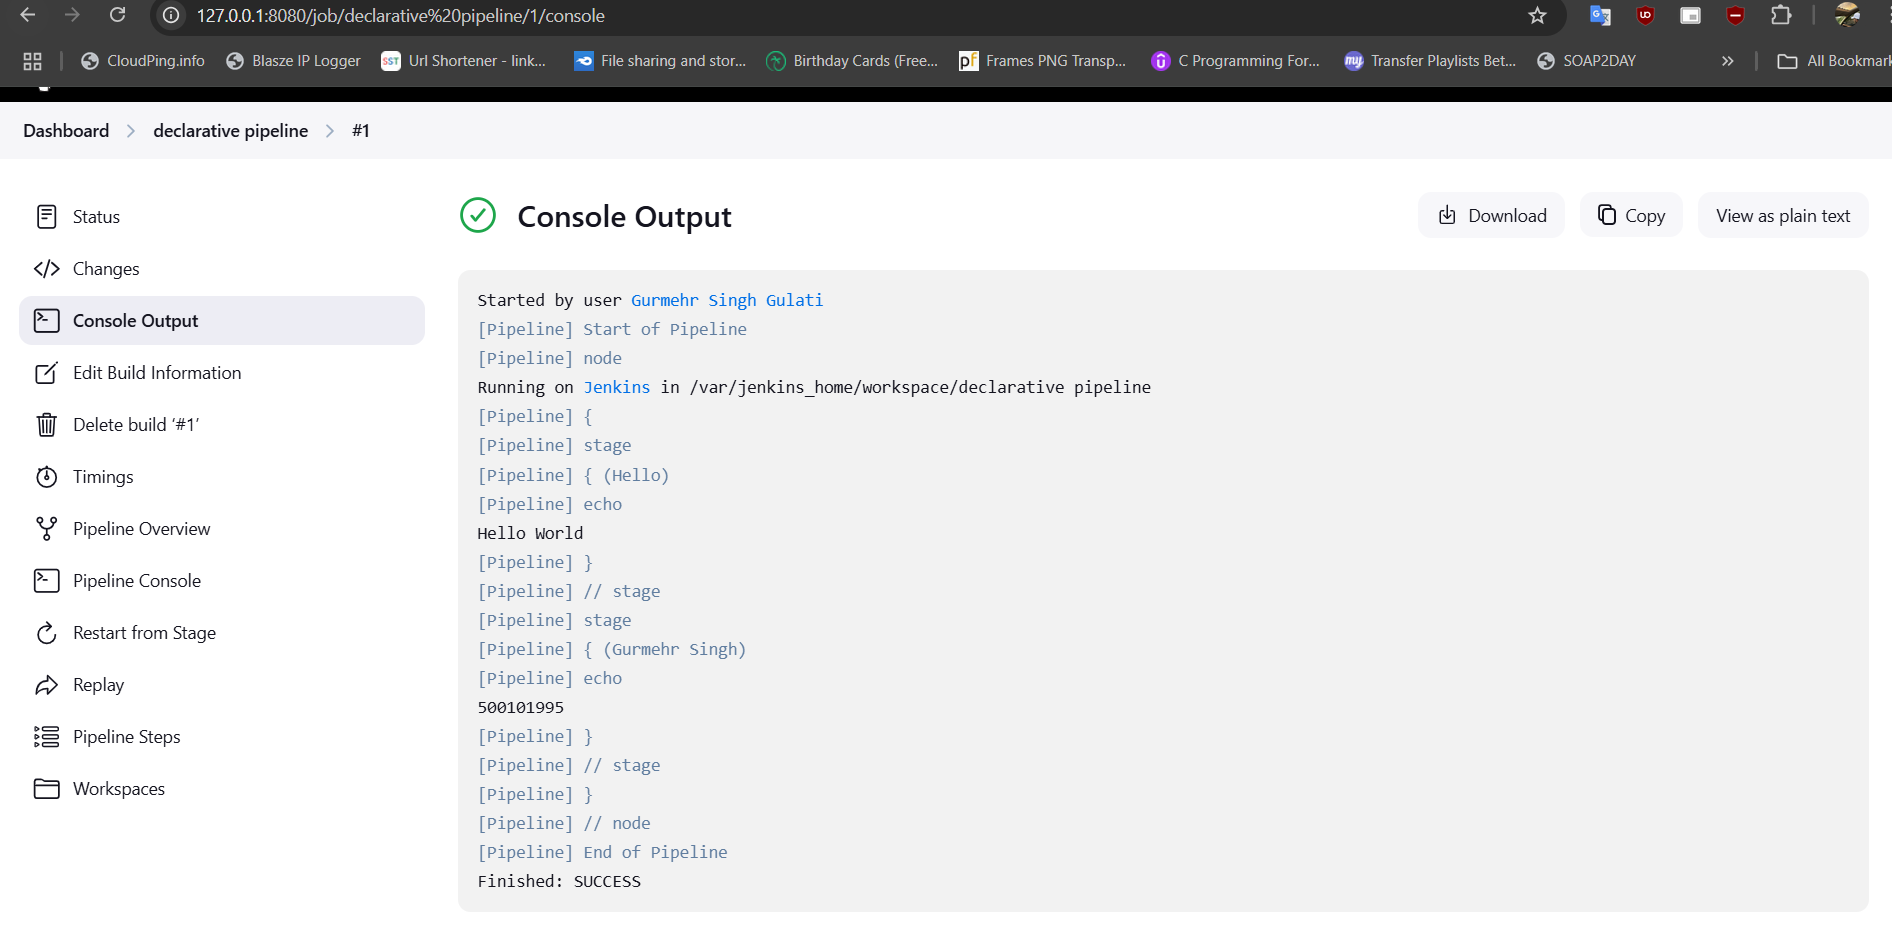 127.0.0.1:8080/job/declarative%20pipeline/1/console
CloudPing.info Blasze IP Logger SST Url Shortener - link... File sharing and stor... Birthday Cards (Free... pf Frames PNG Transp... C Programming For... my Transfer Playlists Bet... SOAP2DAY » All Bookmark
Dashboard declarative pipeline #1
Status
Changes
Console Output
Edit Build Information
Delete build ‘#1’
Timings
Pipeline Overview
Pipeline Console
Restart from Stage
Replay
Pipeline Steps
Workspaces
Console Output
Download Copy View as plain text
Started by user Gurmehr Singh Gulati
[Pipeline] Start of Pipeline
[Pipeline] node
Running on Jenkins in /var/jenkins_home/workspace/declarative pipeline
[Pipeline] {
[Pipeline] stage
[Pipeline] { (Hello)
[Pipeline] echo
Hello World
[Pipeline] }
[Pipeline] // stage
[Pipeline] stage
[Pipeline] { (Gurmehr Singh)
[Pipeline] echo
500101995
[Pipeline] }
[Pipeline] // stage
[Pipeline] }
[Pipeline] // node
[Pipeline] End of Pipeline
Finished: SUCCESS